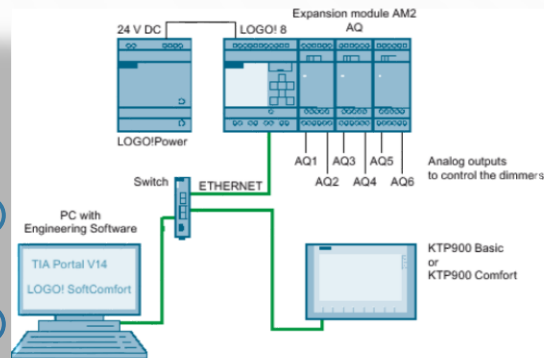 Expansion module AM2
AQ
24 V DC
LOGO! 8
LOGO!Power
AQ1
AQ3
AQ5
AQ2
AQ4
AQ6
Analog outputs
to control the dimmers
Switch
ETHERNET
PC with
Engineering Software
TIA Portal V14
LOGO! SoftComfort
KTP900 Basic
or
KTP900 Comfort